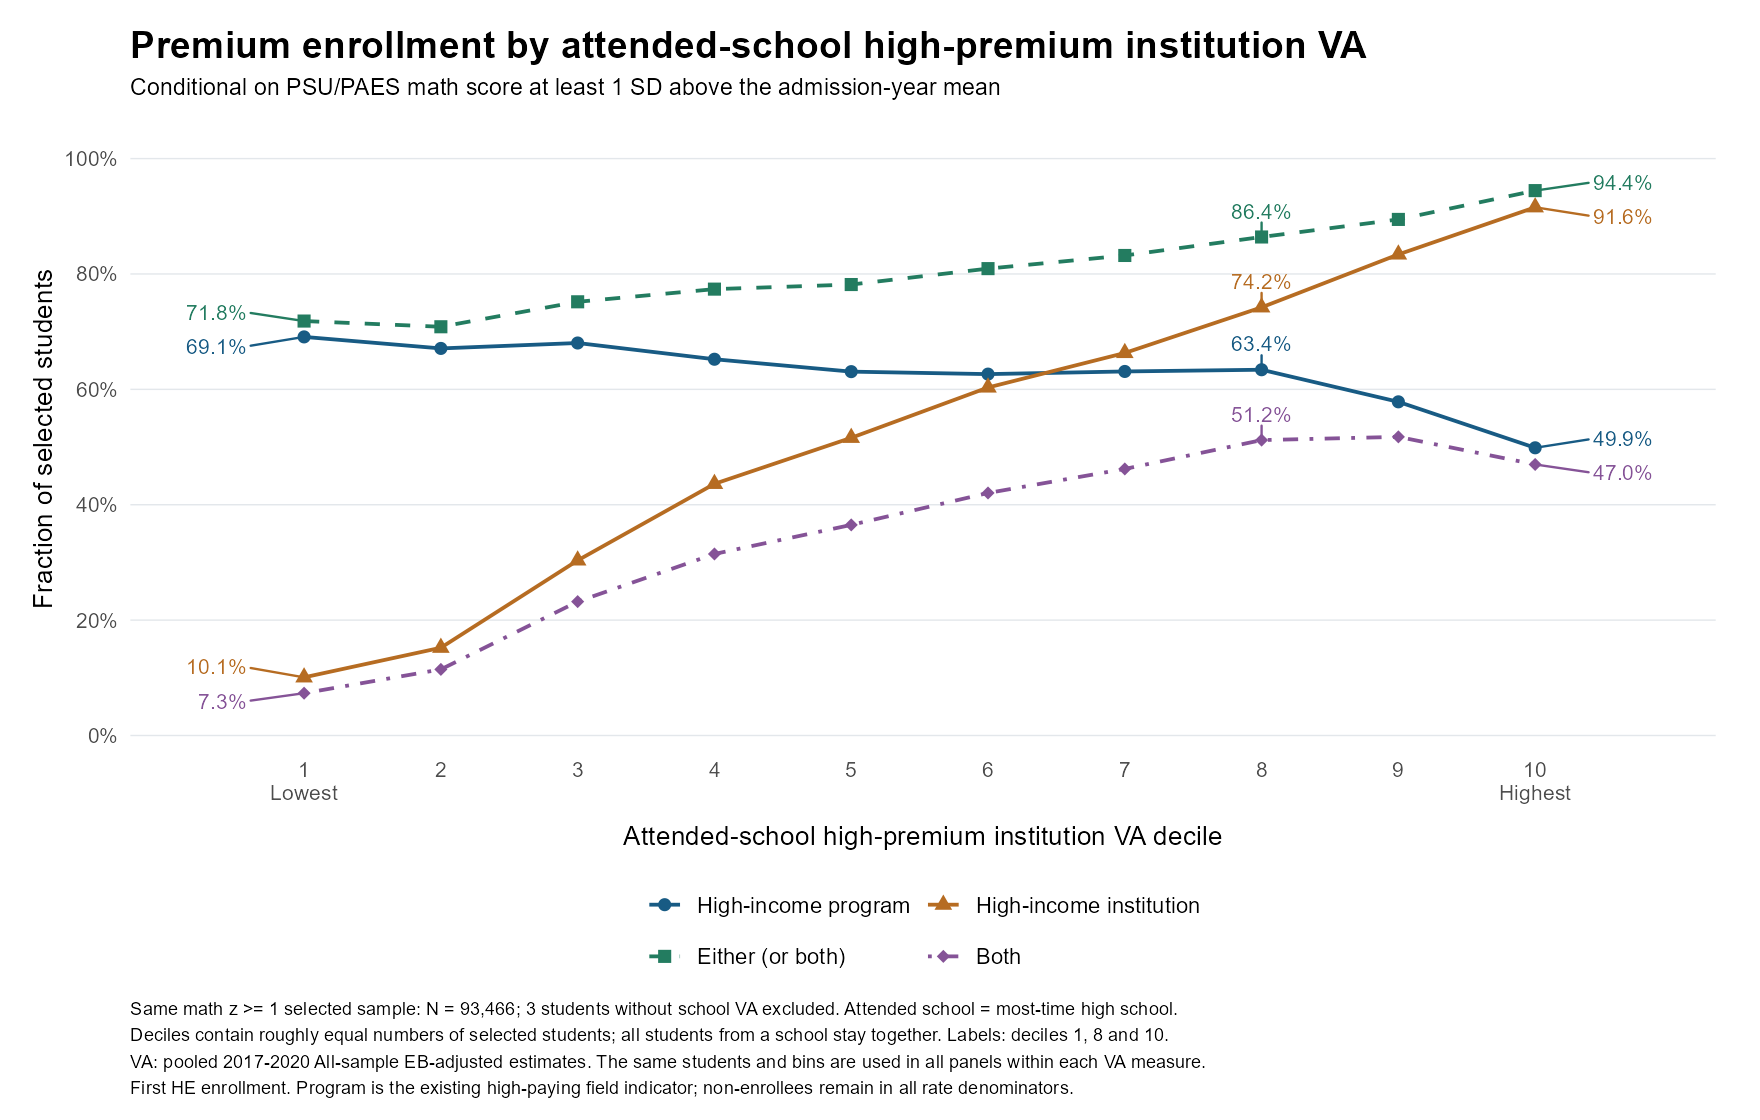 Premium enrollment by attended-school high-premium institution VA
Conditional on PSU/PAES math score at least 1 SD above the admission-year mean
Fraction of selected students
100%
80%
60%
40%
20%
0%
71.8%
69.1%
10.1%
7.3%
86.4%
74.2%
63.4%
51.2%
94.4%
91.6%
49.9%
47.0%
1 2 3 4 5 6 7 8 9 10
Lowest Highest
Attended-school high-premium institution VA decile
High-income program High-income institution
Either (or both) Both
Same math z >= 1 selected sample: N = 93,466; 3 students without school VA excluded. Attended school = most-time high school.
Deciles contain roughly equal numbers of selected students; all students from a school stay together. Labels: deciles 1, 8 and 10.
VA: pooled 2017-2020 All-sample EB-adjusted estimates. The same students and bins are used in all panels within each VA measure.
First HE enrollment. Program is the existing high-paying field indicator; non-enrollees remain in all rate denominators.